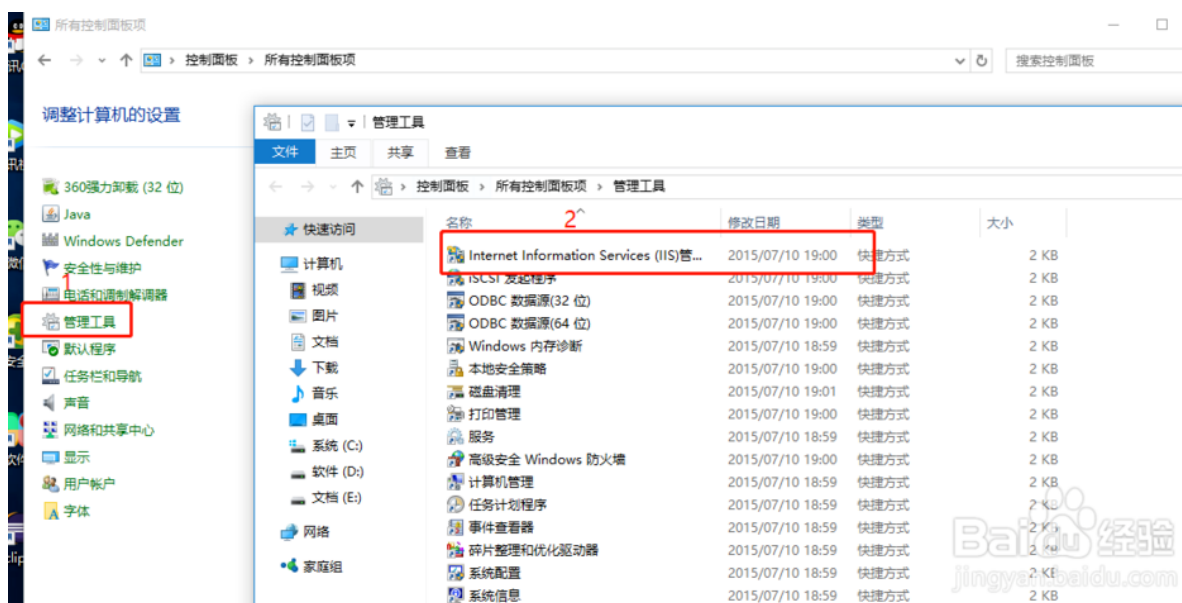 所有控制面板项
控制面板 > 所有控制面板项
搜索控制面板
调整计算机的设置
360强力卸载 (32 位)
Java
Windows Defender
安全性与维护
1
电话和调制解调器
管理工具
默认程序
任务栏和导航
声音
网络和共享中心
显示
用户帐户
字体
管理工具
文件 主页 共享 查看
控制面板 > 所有控制面板项 > 管理工具
快速访问
计算机
视频
图片
文档
下载
音乐
桌面
系统 (C:)
软件 (D:)
文档 (E:)
网络
家庭组
名称 2 修改日期 类型 大小
Internet Information Services (IIS)管... 2015/07/10 19:00 快捷方式 2 KB
iSCSI 发起程序 2015/07/10 19:00 快捷方式 2 KB
ODBC 数据源(32 位) 2015/07/10 19:00 快捷方式 2 KB
ODBC 数据源(64 位) 2015/07/10 19:00 快捷方式 2 KB
Windows 内存诊断 2015/07/10 18:59 快捷方式 2 KB
本地安全策略 2015/07/10 19:00 快捷方式 2 KB
磁盘清理 2015/07/10 19:01 快捷方式 2 KB
打印管理 2015/07/10 19:00 快捷方式 2 KB
服务 2015/07/10 18:59 快捷方式 2 KB
高级安全 Windows 防火墙 2015/07/10 19:00 快捷方式 2 KB
计算机管理 2015/07/10 18:59 快捷方式 2 KB
任务计划程序 2015/07/10 18:59 快捷方式 2 KB
事件查看器 2015/07/10 18:59 快捷方式 2 KB
碎片整理和优化驱动器 2015/07/10 18:59 快捷方式 2 KB
系统配置 2015/07/10 18:59 快捷方式 2 KB
系统信息 2015/07/10 18:59 快捷方式 2 KB
Baidu 经验
jingyan.baidu.com